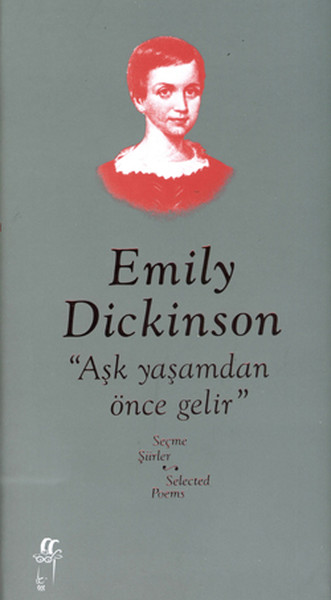 Emily
Dickinson
“Aşk yaşamdan
önce gelir”
Seçme
Şiirler
Selected
Poems